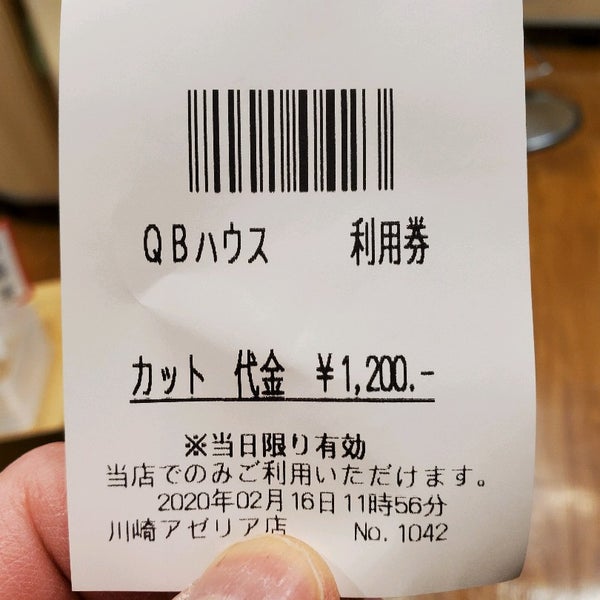 QBハウス 利用券
カット 代金 ¥1,200.-
※当日限り有効
当店でのみご利用いただけます。
2020年02月16日11時56分
川崎アゼリア店 No.1042